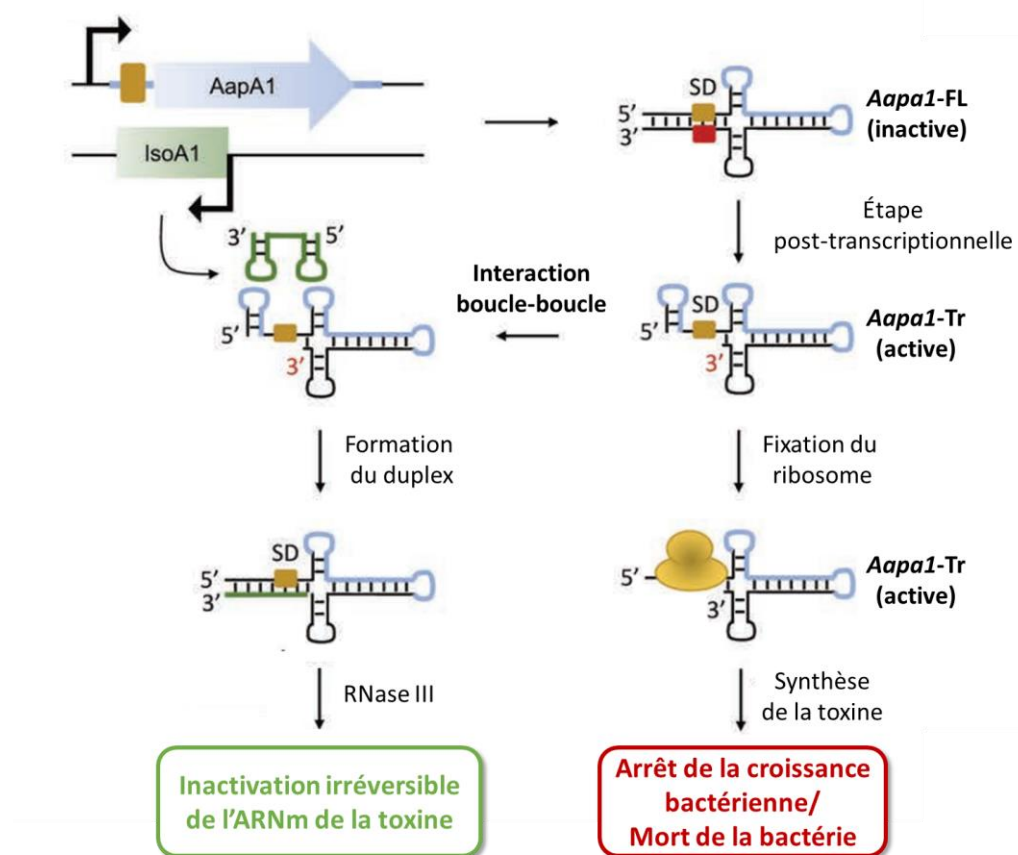 AapA1
IsoA1
5'
3'
SD
Aapa1-FL
(inactive)
Étape
post-transcriptionnelle
3'
5'
Interaction
boucle-boucle
5'
3'
5'
SD
3'
Aapa1-Tr
(active)
Formation
du duplex
Fixation du
ribosome
SD
5'
3'
5'
3'
Aapa1-Tr
(active)
RNase III
Synthèse
de la toxine
Inactivation irréversible
de l'ARNm de la toxine
Arrêt de la croissance
bactérienne/
Mort de la bactérie